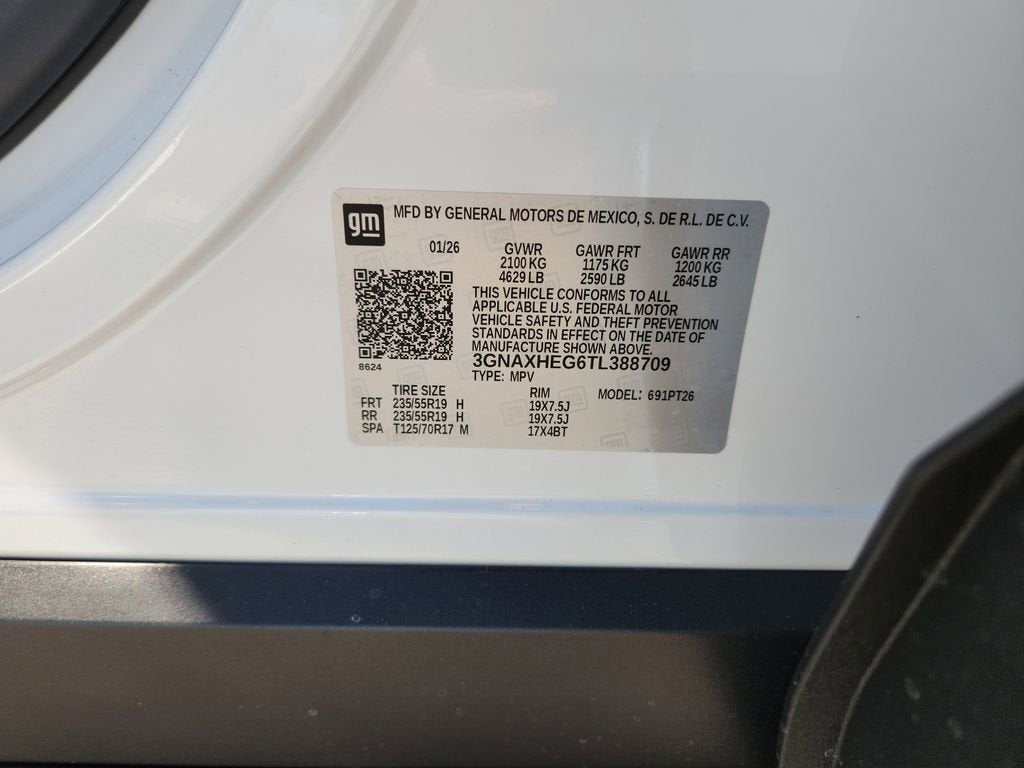 gm MFD BY GENERAL MOTORS DE MEXICO, S. DE R.L. DE C.V.
01/26 GVWR GAWR FRT GAWR RR
2100 KG 1175 KG 1200 KG
4629 LB 2590 LB 2645 LB
THIS VEHICLE CONFORMS TO ALL
APPLICABLE U.S. FEDERAL MOTOR
VEHICLE SAFETY AND THEFT PREVENTION
STANDARDS IN EFFECT ON THE DATE OF
MANUFACTURE SHOWN ABOVE.
8624
3GNAXHEG6TL388709
TYPE: MPV
TIRE SIZE RIM MODEL: 691PT26
FRT 235/55R19 H 19X7.5J
RR 235/55R19 H 19X7.5J
SPA T125/70R17 M 17X4BT